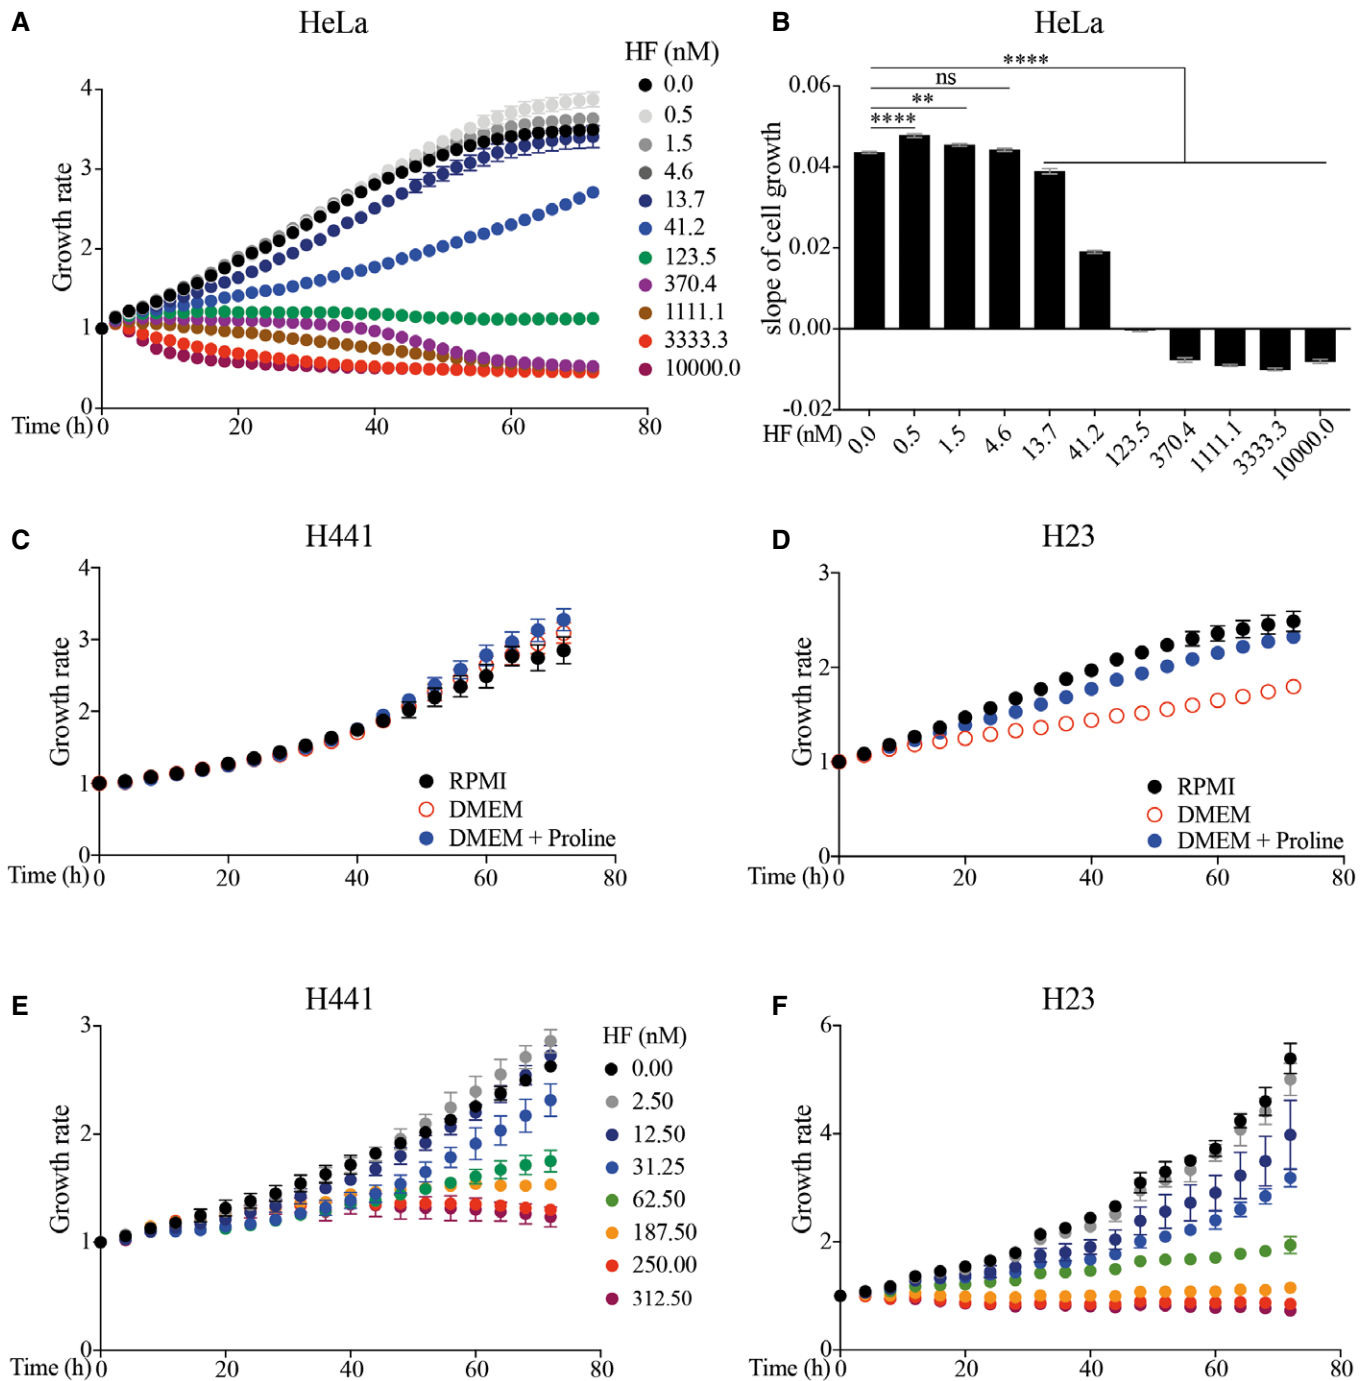 A
HeLa
HF (nM)
0.0
0.5
1.5
4.6
13.7
41.2
123.5
370.4
1111.1
3333.3
10000.0
Growth rate
4
3
2
1
0
Time (h) 0 20 40 60 80
B
HeLa
****
ns
**
****
slope of cell growth
0.06
0.04
0.02
0.00
-0.02
HF (nM) 0.0 0.5 1.5 4.6 13.7 41.2 123.5 370.4 1111.1 3333.3 10000.0
C
H441
Growth rate
4
3
2
1
0
RPMI
DMEM
DMEM + Proline
Time (h) 0 20 40 60 80
D
H23
Growth rate
3
2
1
0
RPMI
DMEM
DMEM + Proline
Time (h) 0 20 40 60 80
E
H441
Growth rate
3
2
1
0
HF (nM)
0.00
2.50
12.50
31.25
62.50
187.50
250.00
312.50
Time (h) 0 20 40 60 80
F
H23
Growth rate
6
4
2
0
Time (h) 0 20 40 60 80